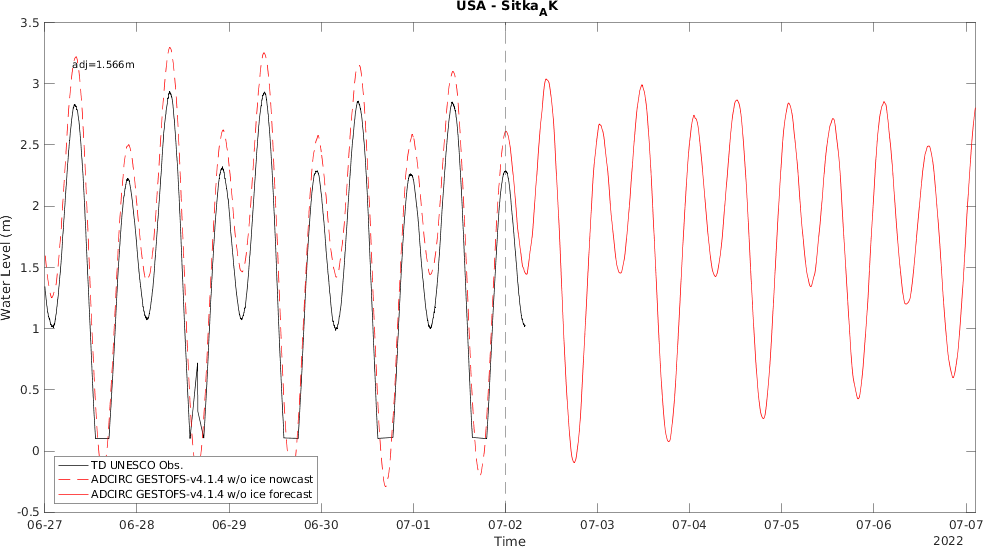 USA - Sitka_AK
3.5
3
2.5
2
1.5
1
0.5
0
-0.5
Water Level (m)
adj=1.566m
TD UNESCO Obs.
ADCIRC GESTOFS-v4.1.4 w/o ice nowcast
ADCIRC GESTOFS-v4.1.4 w/o ice forecast
06-27 06-28 06-29 06-30 07-01 07-02 07-03 07-04 07-05 07-06 07-07
Time
2022